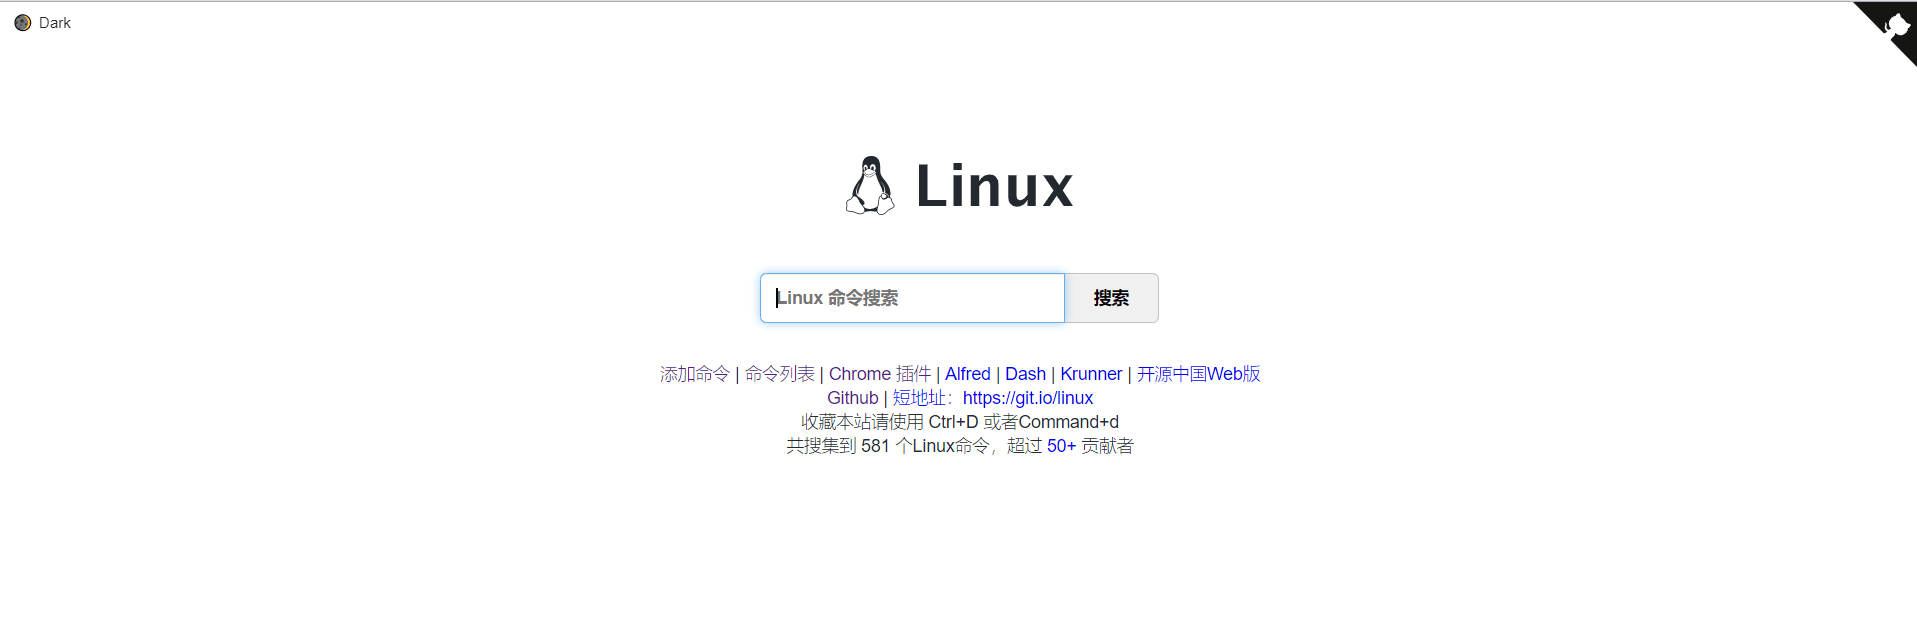 Dark
Linux
Linux 命令搜索
搜索
添加命令 | 命令列表 | Chrome 插件 | Alfred | Dash | Krunner | 开源中国Web版
Github | 短地址：https://git.io/linux
收藏本站请使用 Ctrl+D 或者Command+d
共搜集到 581 个Linux命令，超过 50+ 贡献者